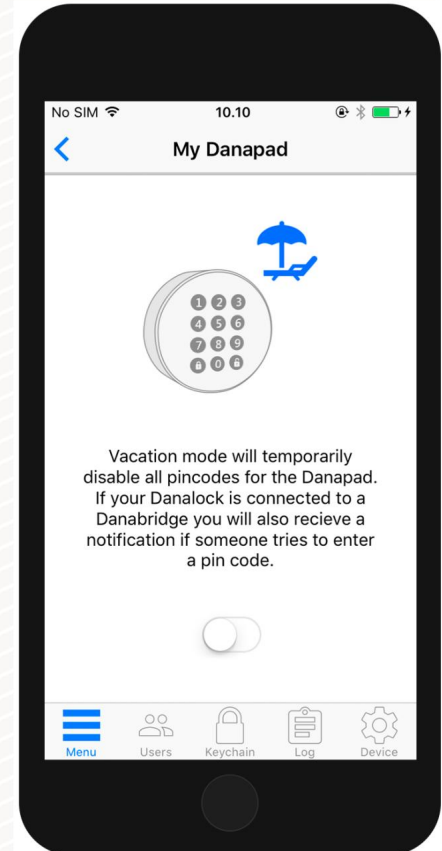 No SIM 10.10
My Danapad
1 2 3
4 5 6
7 8 9
0
Vacation mode will temporarily
disable all pincodes for the Danapad.
If your Danalock is connected to a
Danabridge you will also recieve a
notification if someone tries to enter
a pin code.
Menu Users Keychain Log Device